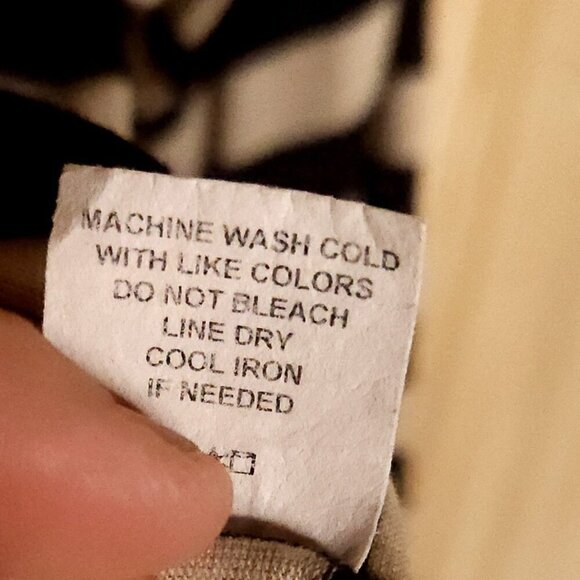 MACHINE WASH COLD
WITH LIKE COLORS
DO NOT BLEACH
LINE DRY
COOL IRON
IF NEEDED